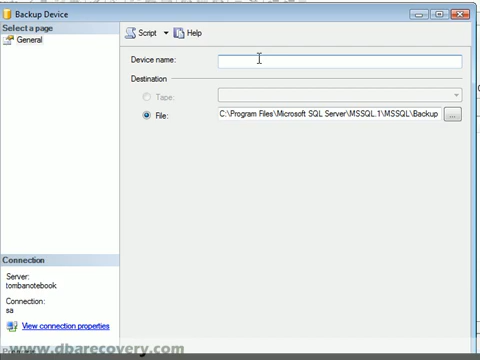 Backup Device
Select a page
General
Script
Help
Device name:
Destination
Tape:
File:
C:\Program Files\Microsoft SQL Server\MSSQL.1\MSSQL\Backup
...
Connection
Server:
tombanotebook
Connection:
sa
View connection properties
www.dbarecovery.com